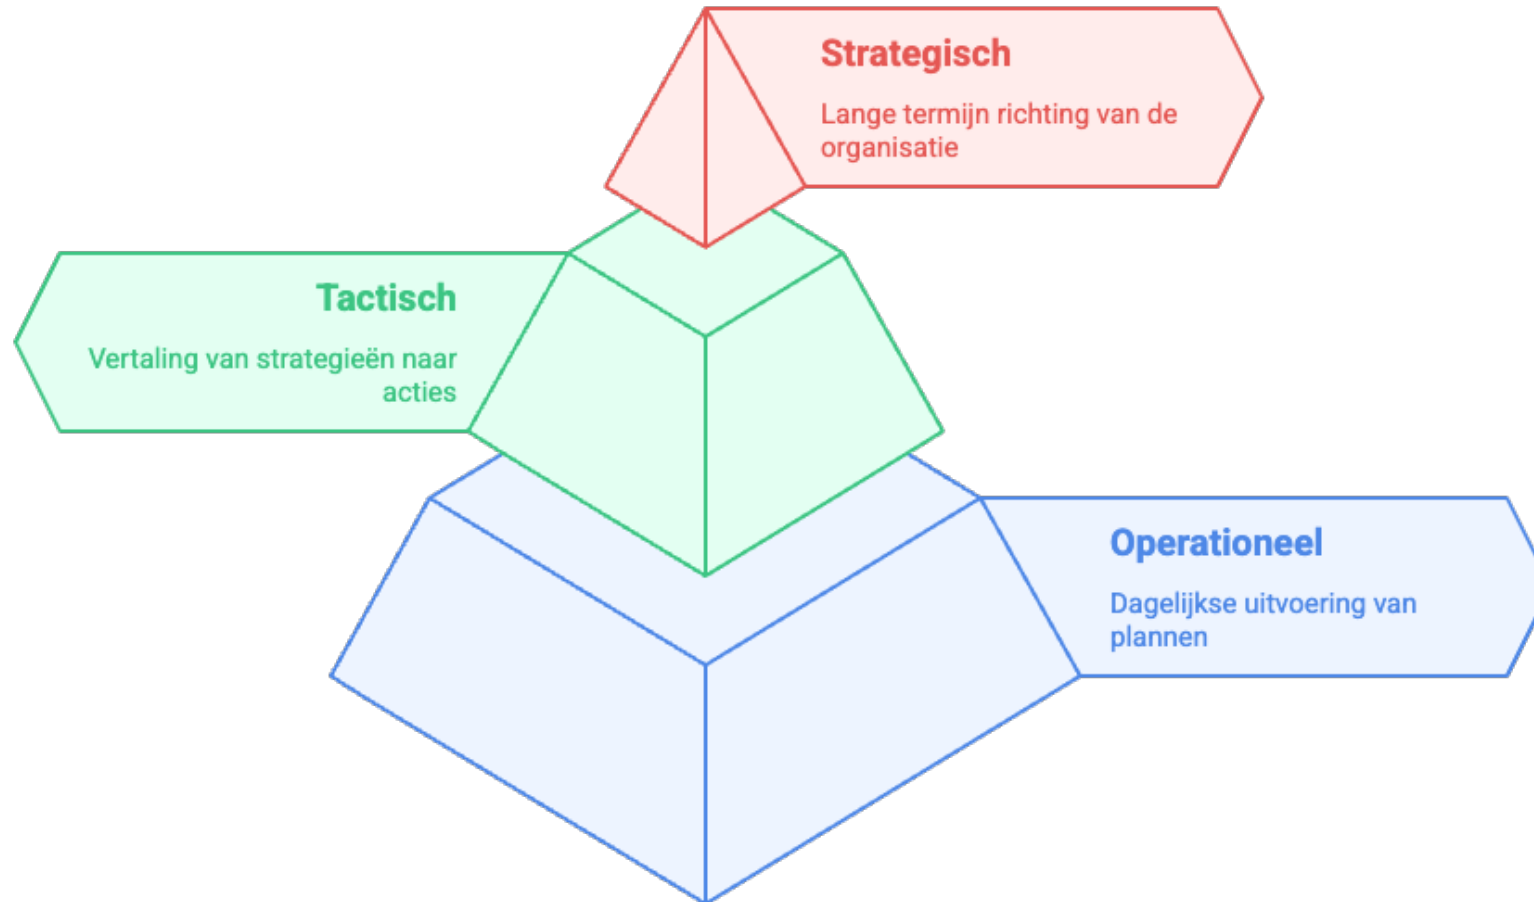 Strategisch
Lange termijn richting van de
organisatie
Tactisch
Vertaling van strategieën naar
acties
Operationeel
Dagelijkse uitvoering van
plannen